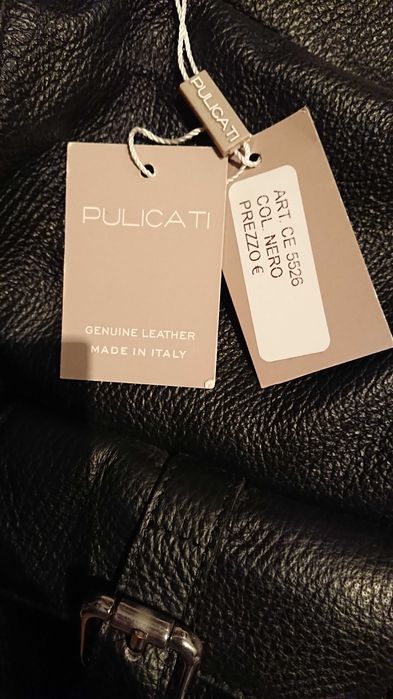 PULICATI
PULICATI
GENUINE LEATHER
MADE IN ITALY
ART. CE 5526
COL. NERO
PREZZO €